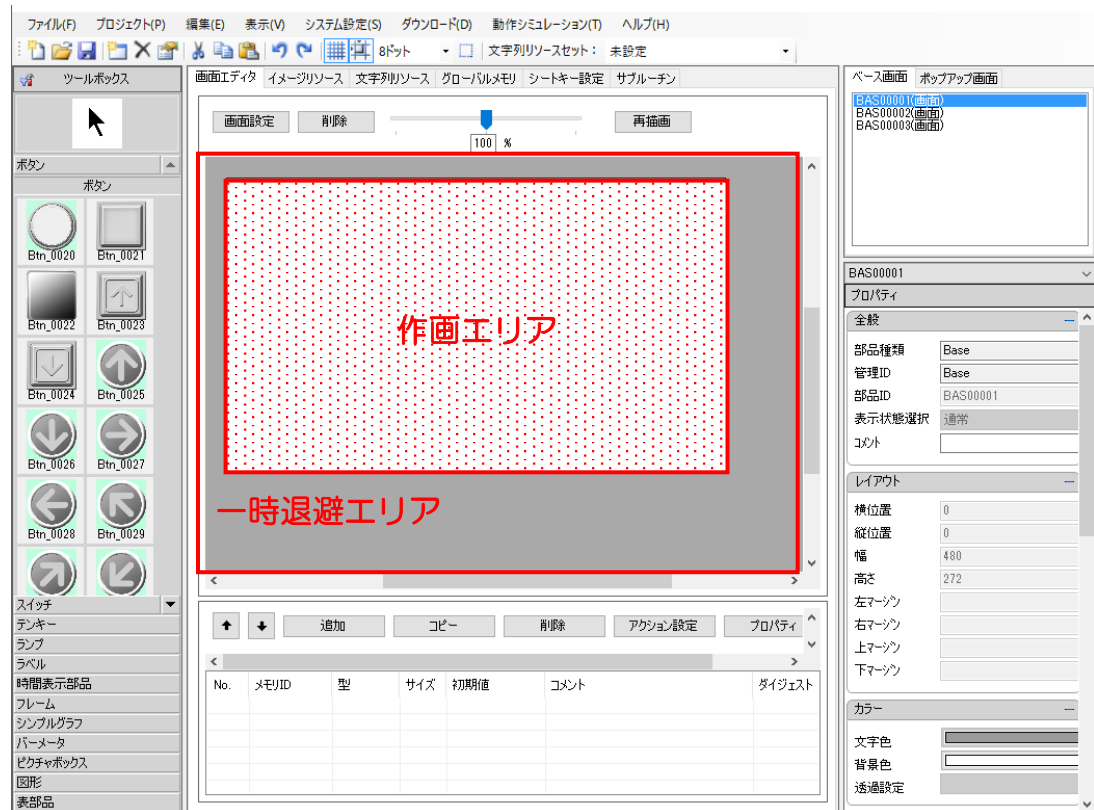 ファイル(F) プロジェクト(P) 編集(E) 表示(V) システム設定(S) ダウンロード(D) 動作シミュレーション(T) ヘルプ(H)
8ドット 文字列リソースセット： 未設定
ツールボックス
画面エディタ イメージリソース 文字列リソース グローバルメモリ シートキー設定 サブルーチン
画面設定 削除 再描画
100 %
ボタン
ボタン
Btn_0020 Btn_0021
Btn_0022 Btn_0023
Btn_0024 Btn_0025
Btn_0026 Btn_0027
Btn_0028 Btn_0029
スイッチ
テンキー
ランプ
ラベル
時間表示部品
フレーム
シンプルグラフ
バーメータ
ピクチャボックス
図形
表部品
作画エリア
一時退避エリア
追加 コピー 削除 アクション設定 プロパティ
No. メモリID 型 サイズ 初期値 コメント ダイジェスト
ベース画面 ポップアップ画面
BAS00001(画面)
BAS00002(画面)
BAS00003(画面)
BAS00001
プロパティ
全般
部品種類 Base
管理ID Base
部品ID BAS00001
表示状態選択 通常
コメント
レイアウト
横位置 0
縦位置 0
幅 480
高さ 272
左マージン
右マージン
上マージン
下マージン
カラー
文字色
背景色
透過設定